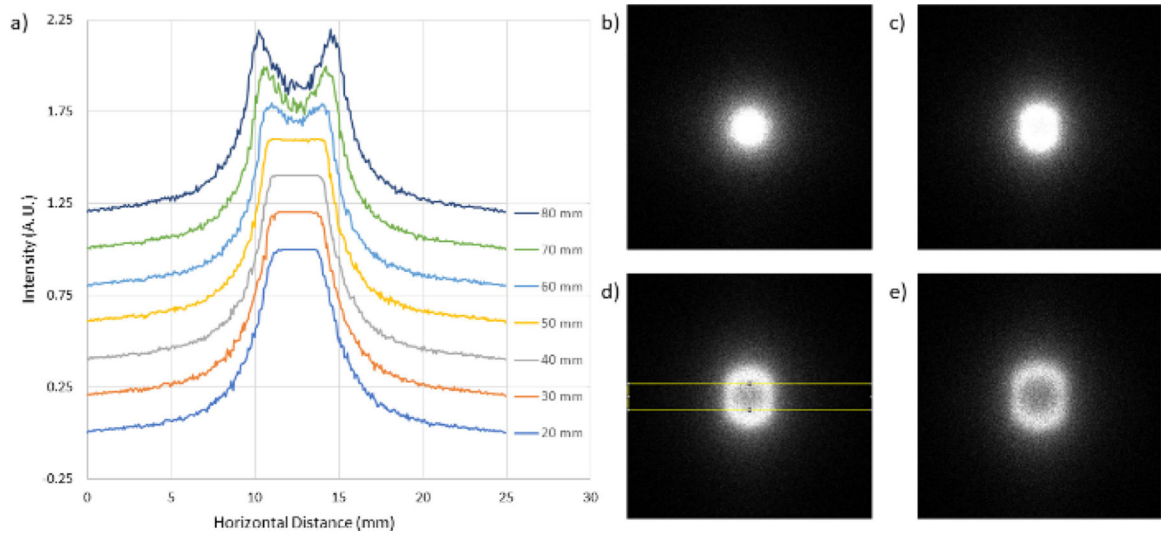 a)
2.25
1.75
1.25
0.75
0.25
-0.25
Intensity (A.U.)
0 5 10 15 20 25 30
Horizontal Distance (mm)
80 mm
70 mm
60 mm
50 mm
40 mm
30 mm
20 mm
b)
c)
d)
e)